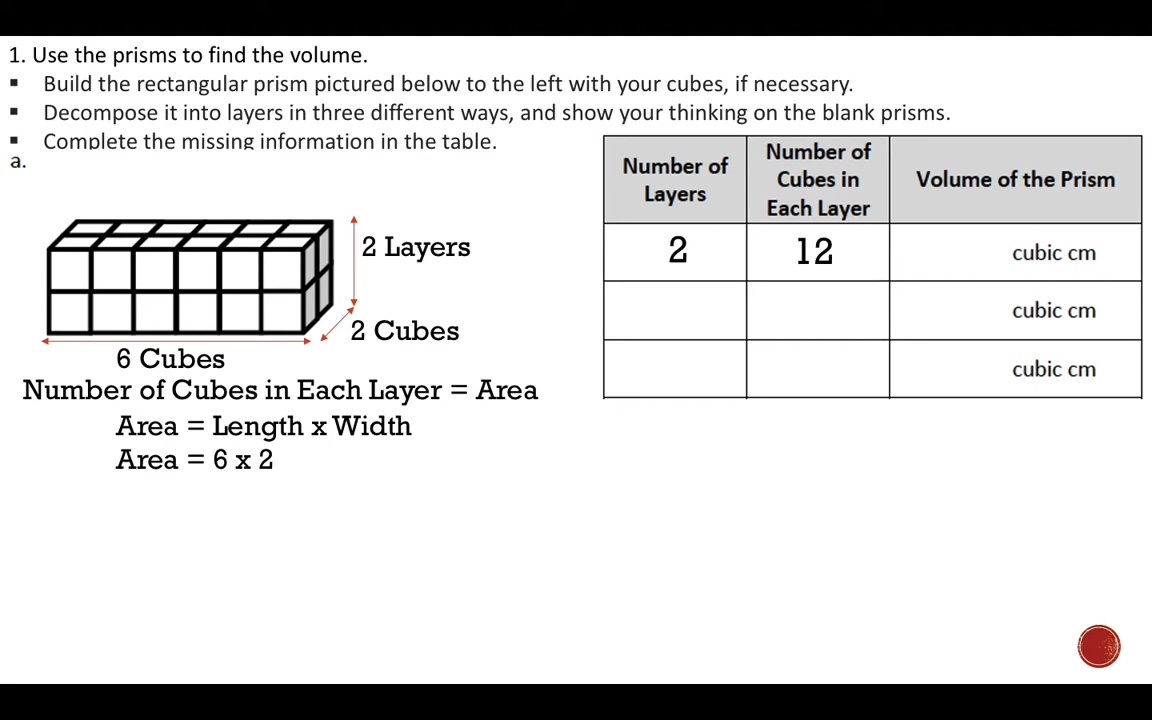 1. Use the prisms to find the volume.
▪ Build the rectangular prism pictured below to the left with your cubes, if necessary.
▪ Decompose it into layers in three different ways, and show your thinking on the blank prisms.
▪ Complete the missing information in the table.
a.
2 Layers
2 Cubes
6 Cubes
Number of Cubes in Each Layer = Area
Area = Length x Width
Area = 6 x 2
Number of Layers
Number of Cubes in Each Layer
Volume of the Prism
2 12 cubic cm
cubic cm
cubic cm